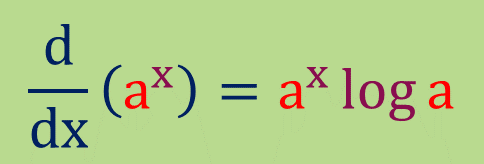 d/dx (aˣ) = aˣ log a